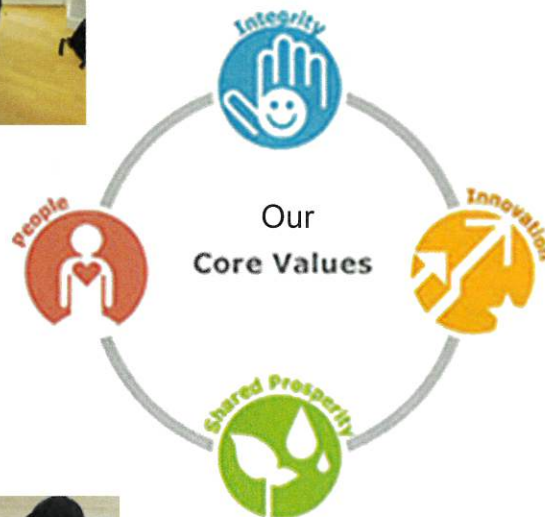 Integrity
People
Our
Core Values
Innovation
Shared Prosperity